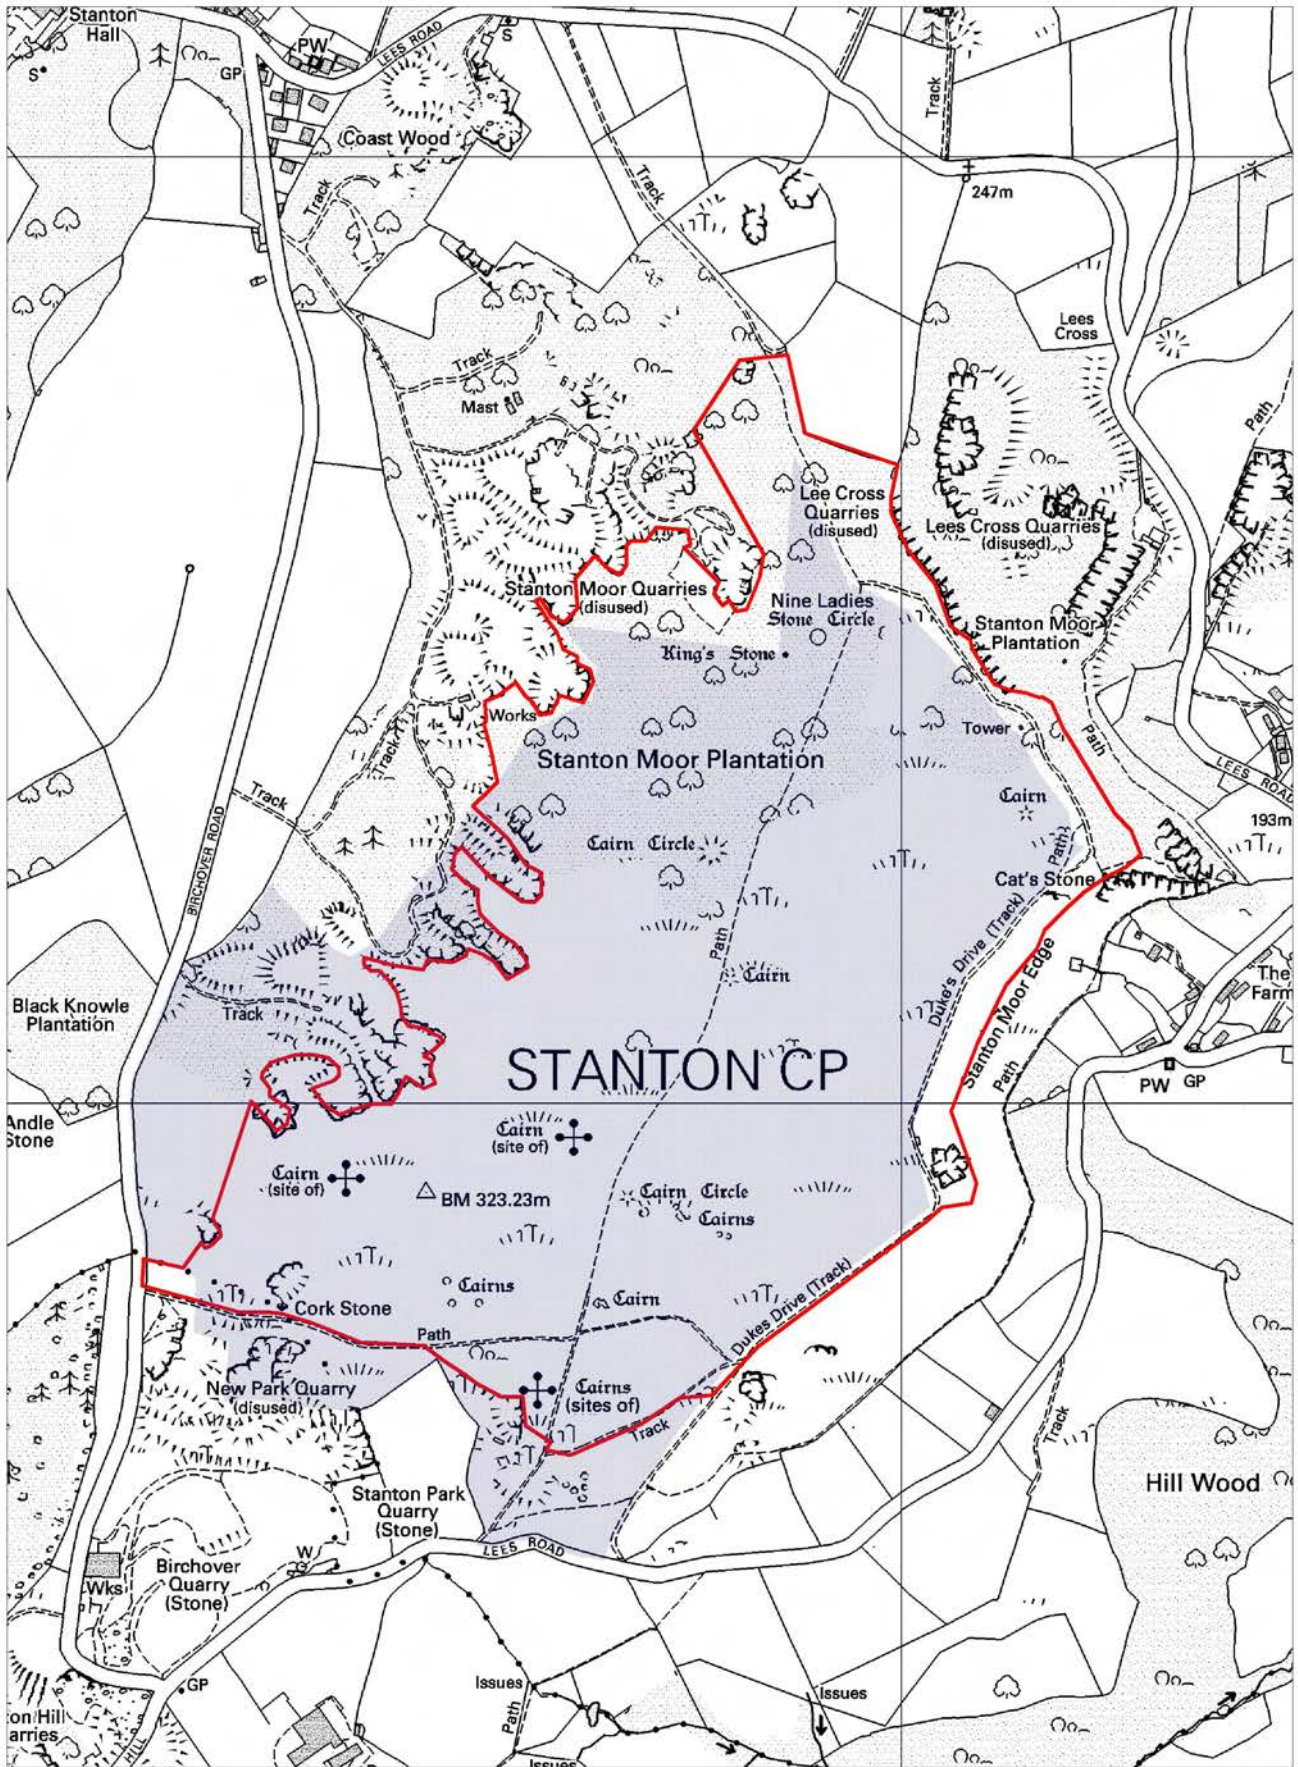 Stanton
Hall
S
PW
LEES ROAD
S
GP
Coast Wood
Track
Track
Track
247m
Lees
Cross
Track
Mast
Path
Lee Cross
Quarries
(disused)
Lees Cross Quarries
(disused)
Stanton Moor Quarries
(disused)
Nine Ladies
Stone Circle
Stanton Moor
Plantation
King's Stone
Works
Tower
Path
Track
Stanton Moor Plantation
LEES ROAD
Track
Cairn
193m
BIRCHOVER ROAD
Cairn Circle
Path
Cat's Stone
Path
Cairn
Duke's Drive (Track)
Stanton Moor Edge
The
Farm
Black Knowle
Plantation
Track
STANTON CP
Path
PW
GP
Andle
Stone
Cairn
(site of)
Cairn
(site of)
BM 323.23m
Cairn Circle
Cairns
Cairns
Cairn
Cork Stone
Path
Dukes Drive (Track)
New Park Quarry
(disused)
Cairns
(sites of)
Track
Track
Hill Wood
Stanton Park
Quarry
(Stone)
LEES ROAD
W
Birchover
Quarry
(Stone)
Wks
GP
Issues
Issues
Path
on Hill
arries
HILL
Issues